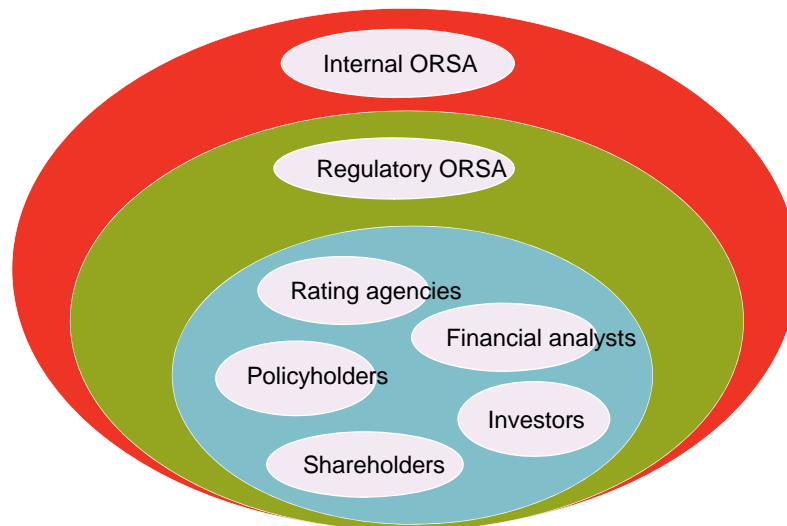 Internal ORSA
Regulatory ORSA
Rating agencies
Financial analysts
Policyholders
Investors
Shareholders